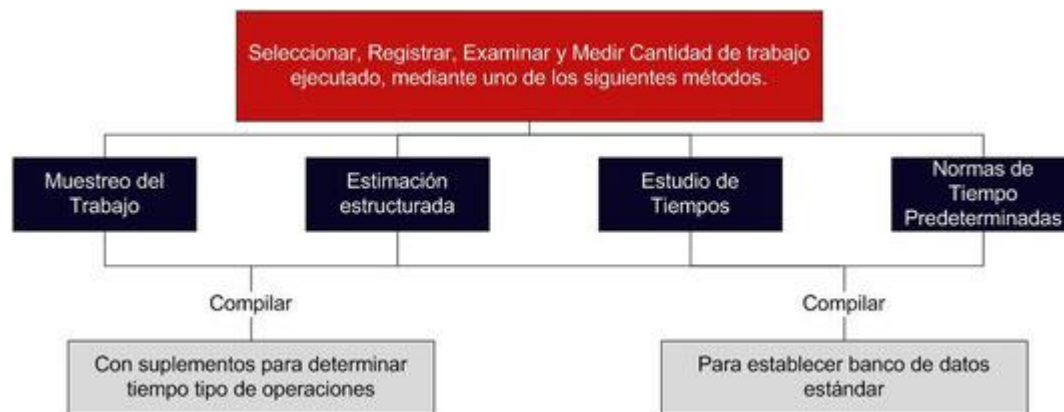 Seleccionar, Registrar, Examinar y Medir Cantidad de trabajo
ejecutado, mediante uno de los siguientes métodos.
Muestreo del
Trabajo
Estimación
estructurada
Estudio de
Tiempos
Normas de
Tiempo
Predeterminadas
Compilar
Compilar
Con suplementos para determinar
tiempo tipo de operaciones
Para establecer banco de datos
estándar